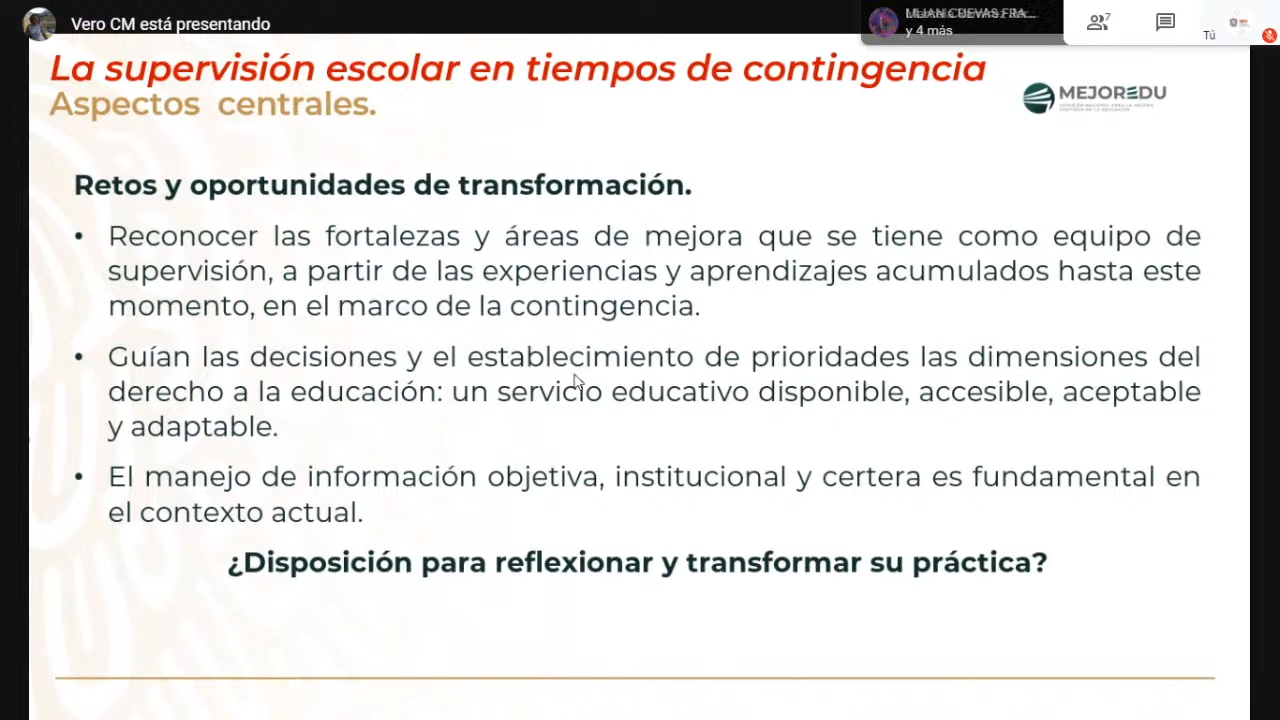 Vero CM está presentando
y 4 más
7
Tú
La supervisión escolar en tiempos de contingencia
Aspectos centrales.
MEJOREDU
Retos y oportunidades de transformación.
• Reconocer las fortalezas y áreas de mejora que se tiene como equipo de
supervisión, a partir de las experiencias y aprendizajes acumulados hasta este
momento, en el marco de la contingencia.
• Guían las decisiones y el establecimiento de prioridades las dimensiones del
derecho a la educación: un servicio educativo disponible, accesible, aceptable
y adaptable.
• El manejo de información objetiva, institucional y certera es fundamental en
el contexto actual.
¿Disposición para reflexionar y transformar su práctica?